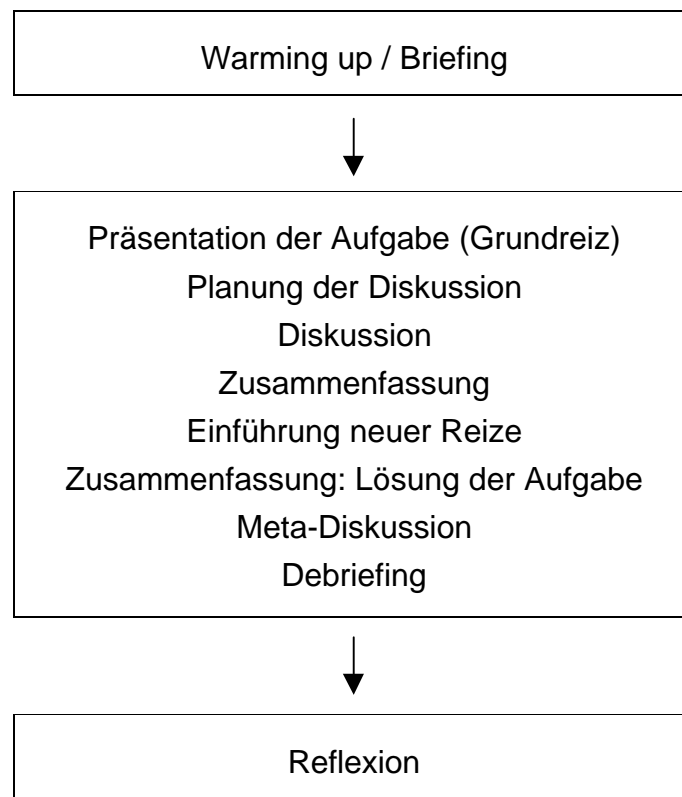 Warming up / Briefing
Präsentation der Aufgabe (Grundreiz)
Planung der Diskussion
Diskussion
Zusammenfassung
Einführung neuer Reize
Zusammenfassung: Lösung der Aufgabe
Meta-Diskussion
Debriefing
Reflexion